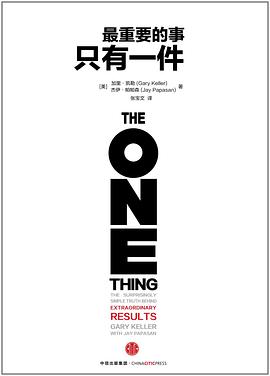 最重要的事
只有一件
[美] 加里·凯勒 (Gary Keller) 著
杰伊·帕帕森 (Jay Papasan)
张宝文 译
THE
ONE
THING
THE SURPRISINGLY
SIMPLE TRUTH BEHIND
EXTRAORDINARY
RESULTS
GARY KELLER
WITH JAY PAPASAN
中信出版集团·CHINACITICPRESS